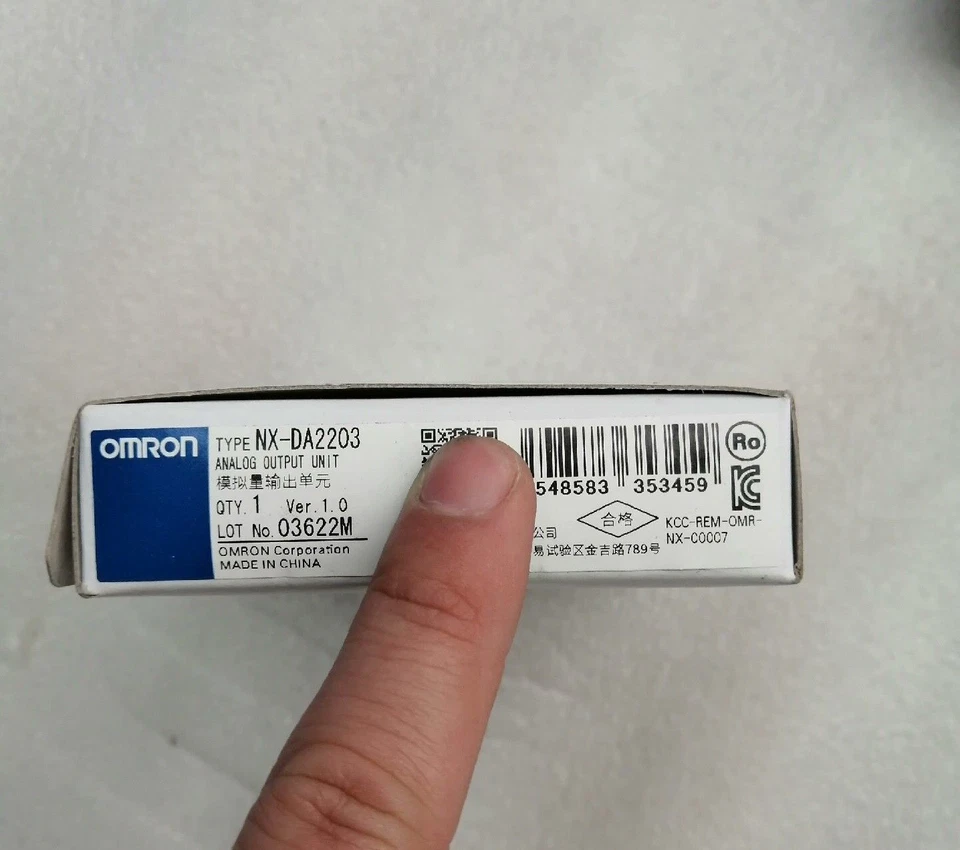 OMRON
TYPE NX-DA2203
ANALOG OUTPUT UNIT
模拟量输出单元
QTY. 1 Ver.1.0
LOT No. 03622M
OMRON Corporation
MADE IN CHINA
548583 353459
公司
易试验区金吉路789号
合格
Ro
KCC-REM-OMR-
NX-C00C7